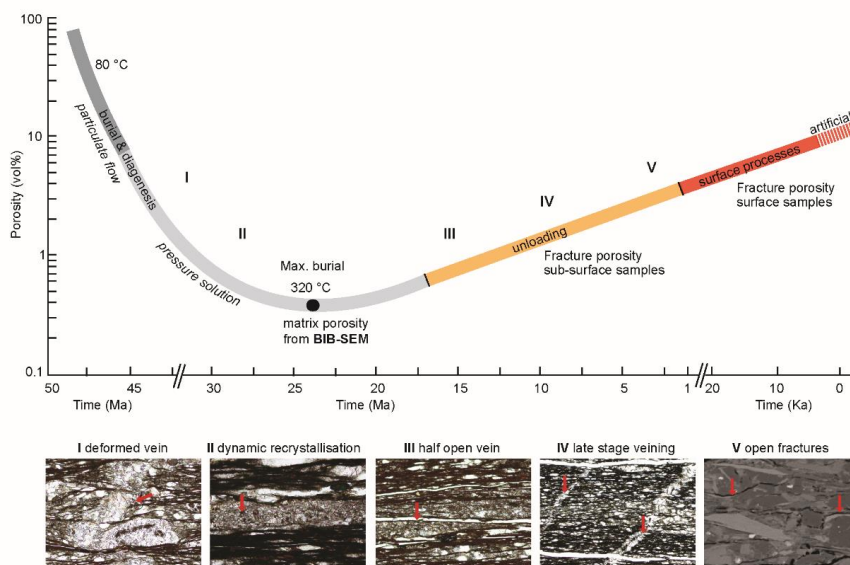 100
80 °C
artificial
particulate flow
burial & diagenesis
10
surface processes
V
I
Fracture porosity
surface samples
Porosity (vol%)
IV
II
III
unloading
pressure solution
Max. burial
Fracture porosity
sub-surface samples
1
320 °C
matrix porosity
from BIB-SEM
0.1
50
45
30
25
20
15
10
5
1
20
10
0
Time (Ma)
Time (Ma)
Time (Ka)
I deformed vein
II dynamic recrystallisation
III half open vein
IV late stage veining
V open fractures